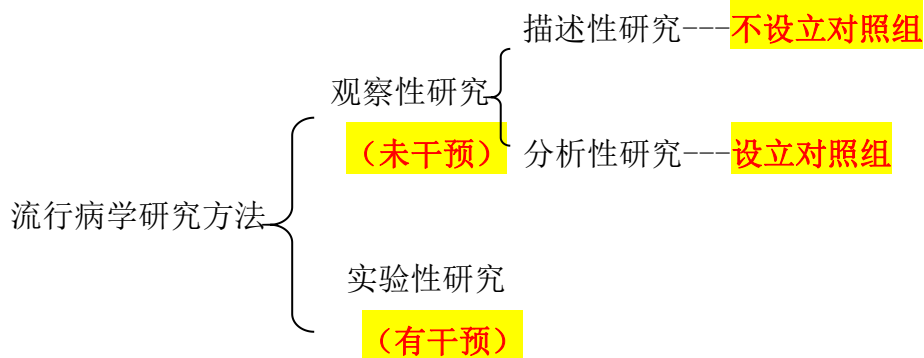 描述性研究---不设立对照组
观察性研究
（未干预）
分析性研究---设立对照组
流行病学研究方法
实验性研究
（有干预）